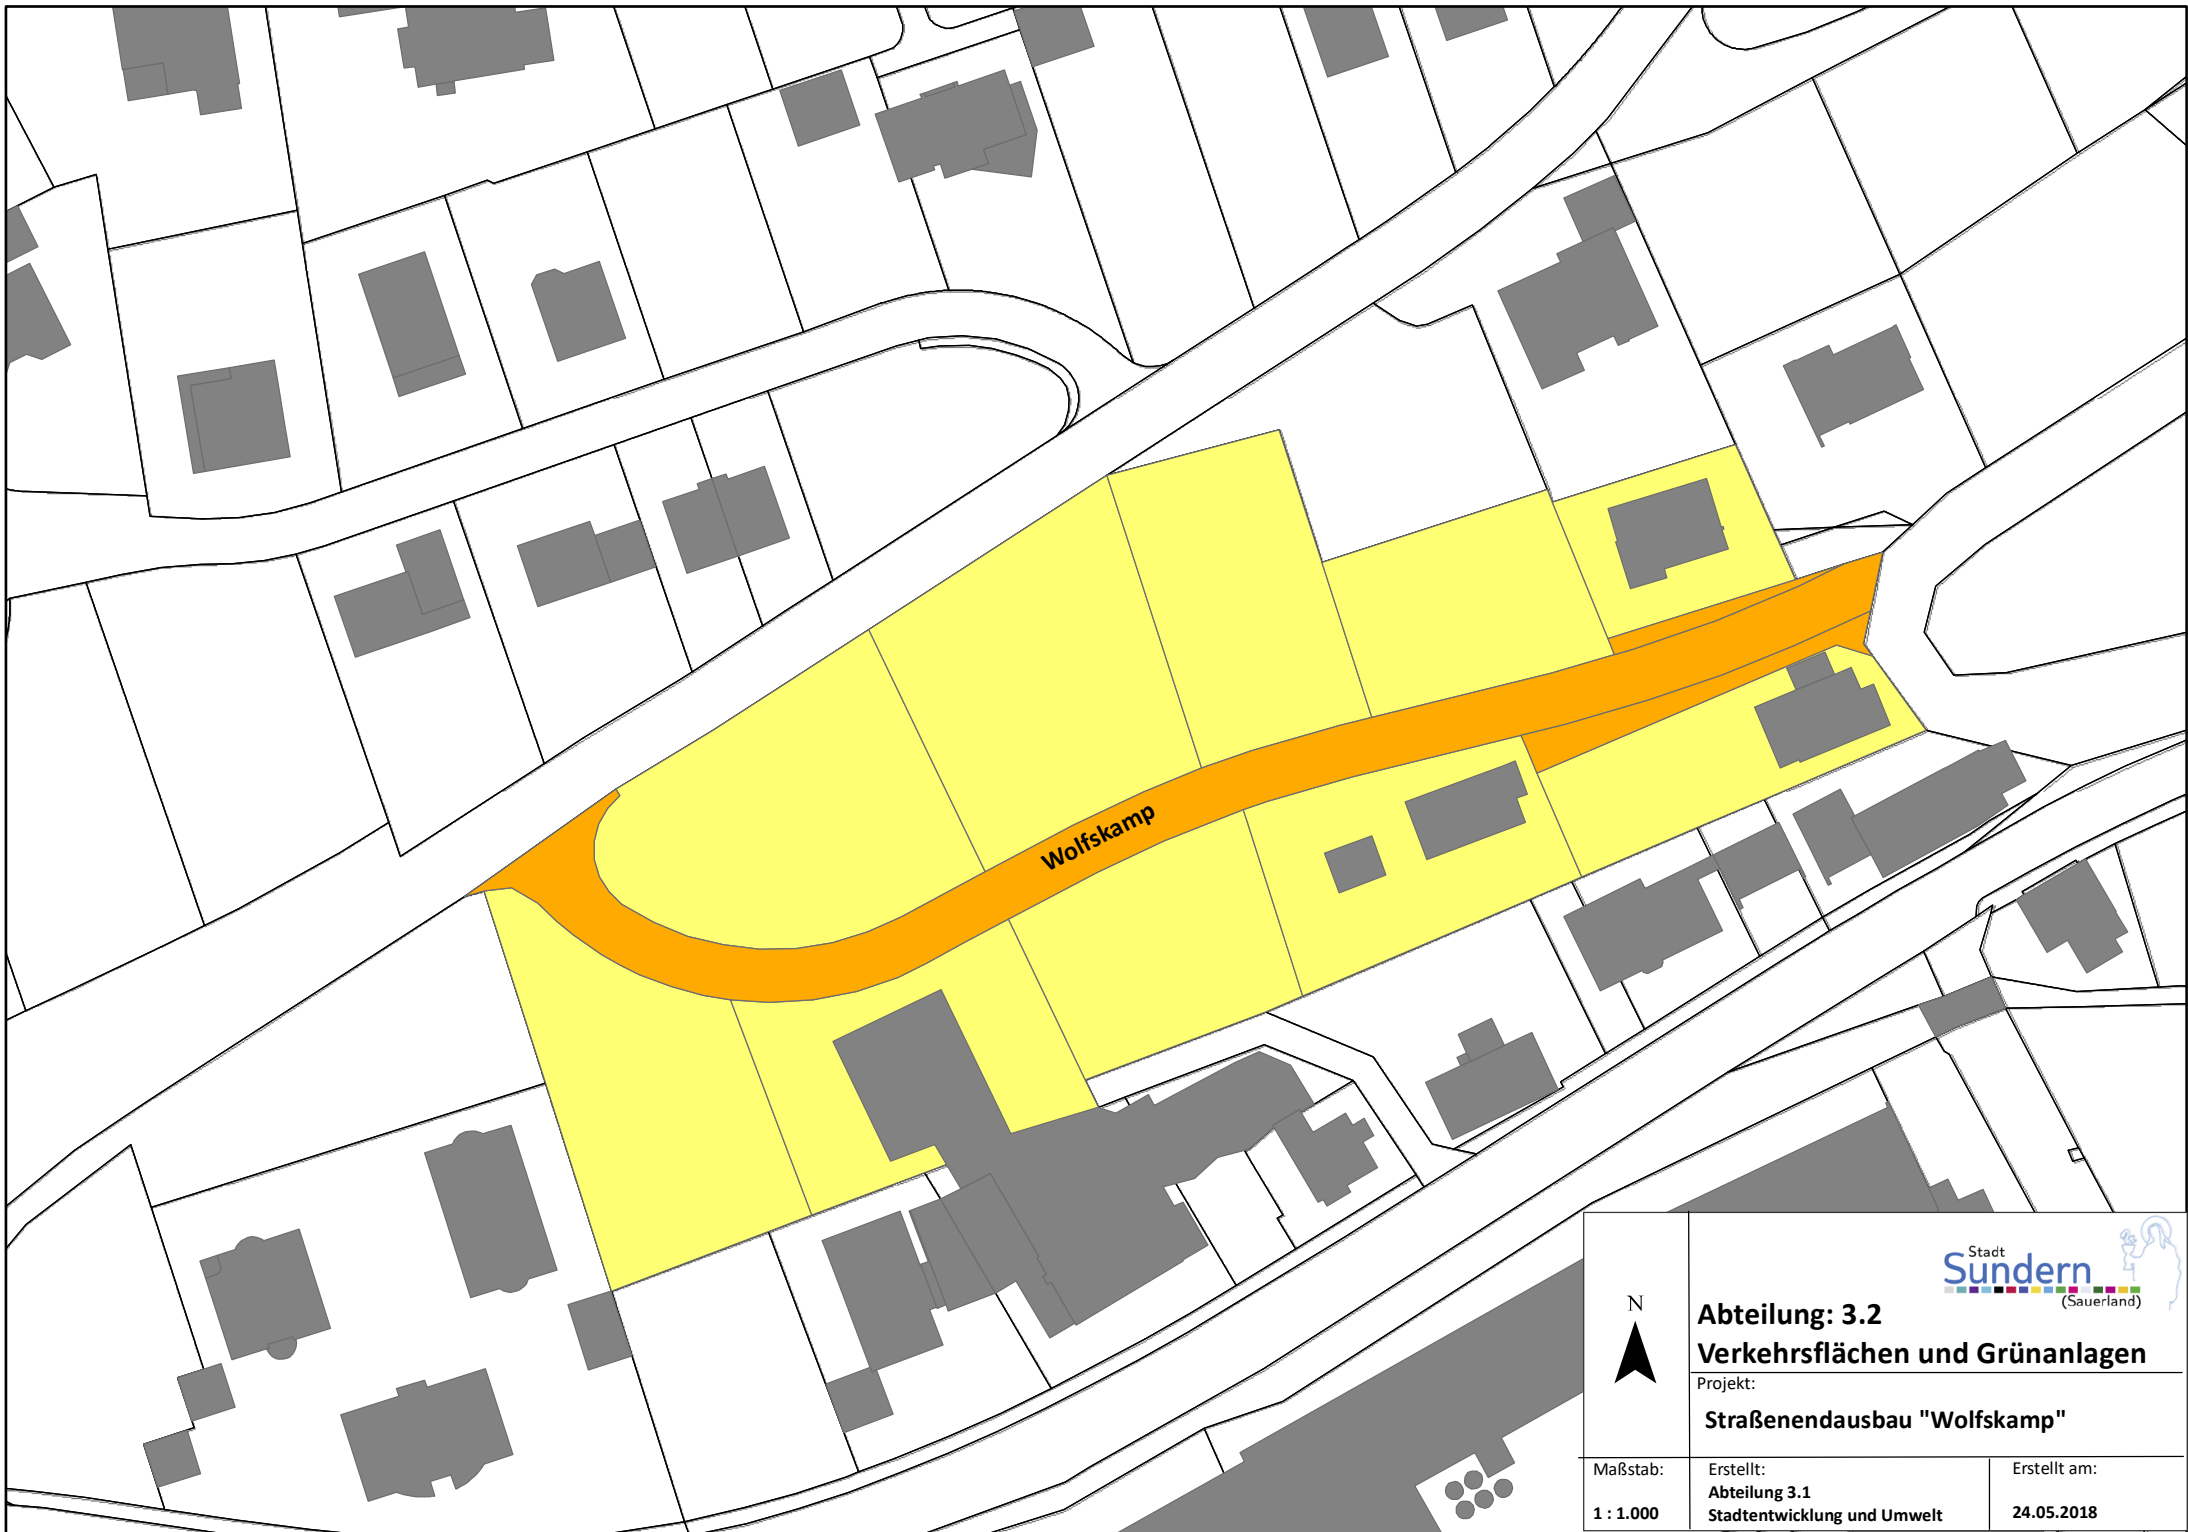 Wolfskamp
N
Stadt
Sundern
(Sauerland)
Abteilung: 3.2
Verkehrsflächen und Grünanlagen
Projekt:
Straßenendausbau "Wolfskamp"
Maßstab:
1 : 1.000
Erstellt:
Abteilung 3.1
Stadtentwicklung und Umwelt
Erstellt am:
24.05.2018